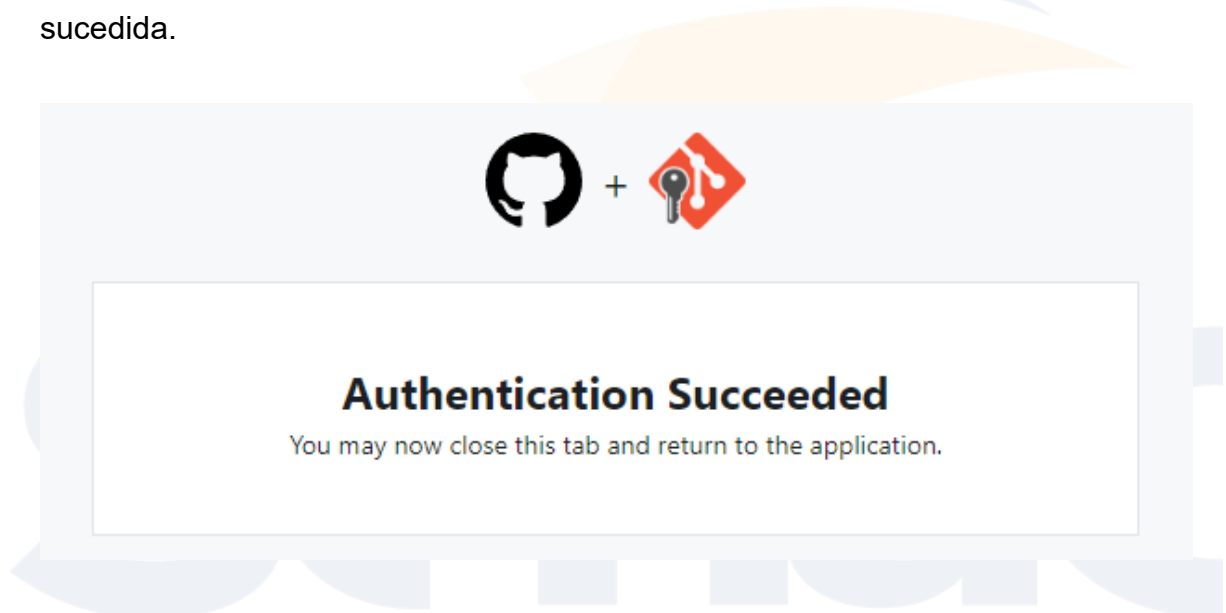 sucedida.
+
Authentication Succeeded
You may now close this tab and return to the application.